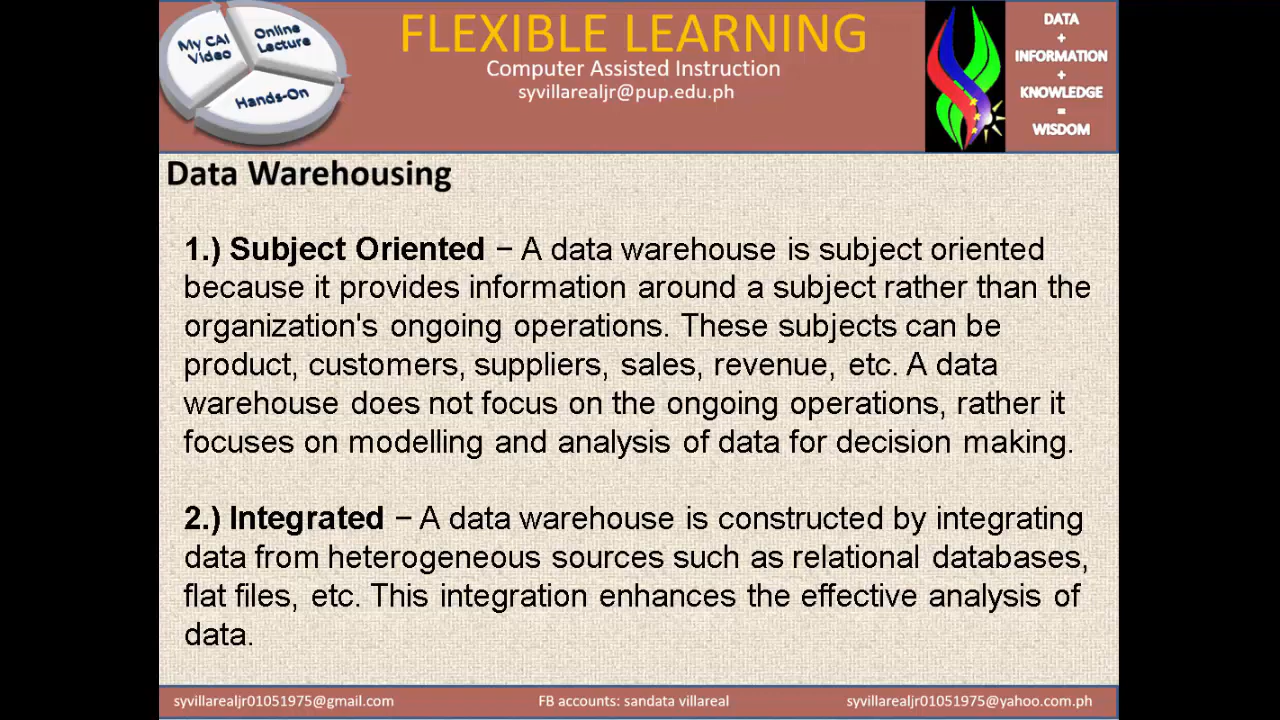 My CAI
Video
Online
Lecture
Hands-On
FLEXIBLE LEARNING
Computer Assisted Instruction
syvillarealjr@pup.edu.ph
DATA
+
INFORMATION
+
KNOWLEDGE
=
WISDOM
Data Warehousing
1.) Subject Oriented − A data warehouse is subject oriented
because it provides information around a subject rather than the
organization's ongoing operations. These subjects can be
product, customers, suppliers, sales, revenue, etc. A data
warehouse does not focus on the ongoing operations, rather it
focuses on modelling and analysis of data for decision making.
2.) Integrated − A data warehouse is constructed by integrating
data from heterogeneous sources such as relational databases,
flat files, etc. This integration enhances the effective analysis of
data.
syvillarealjr01051975@gmail.com
FB accounts: sandata villareal
syvillarealjr01051975@yahoo.com.ph